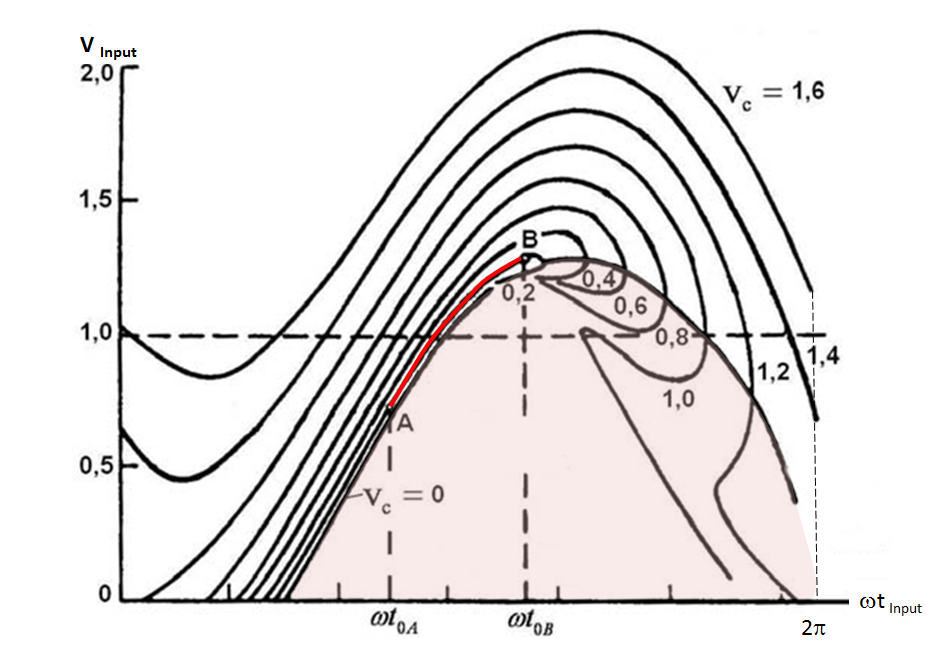 V Input
2,0
V_c = 1,6
1,5
B
0,2
0,4
0,6
1,0
0,8
1,4
1,2
1,0
A
0,5
V_c = 0
0
ωt Input
ωt_0A
ωt_0B
2π